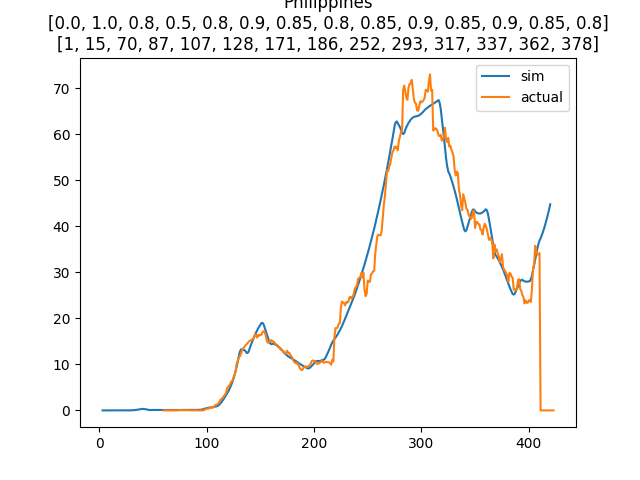 Philippines
[0.0, 1.0, 0.8, 0.5, 0.8, 0.9, 0.85, 0.8, 0.85, 0.9, 0.85, 0.9, 0.85, 0.8]
[1, 15, 70, 87, 107, 128, 171, 186, 252, 293, 317, 337, 362, 378]
sim
actual
70
60
50
40
30
20
10
0
0 100 200 300 400